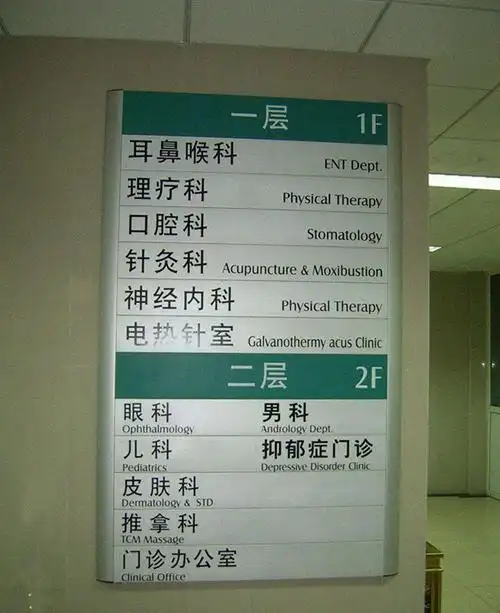 一层 1F
耳鼻喉科 ENT Dept.
理疗科 Physical Therapy
口腔科 Stomatology
针灸科 Acupuncture & Moxibustion
神经内科 Physical Therapy
电热针室 Galvanothermy acus Clinic
二层 2F
眼科 男科
Ophthalmology Andrology Dept.
儿科 抑郁症门诊
Pediatrics Depressive Disorder Clinic
皮肤科
Dermatology & STD
推拿科
TCM Massage
门诊办公室
Clinical Office